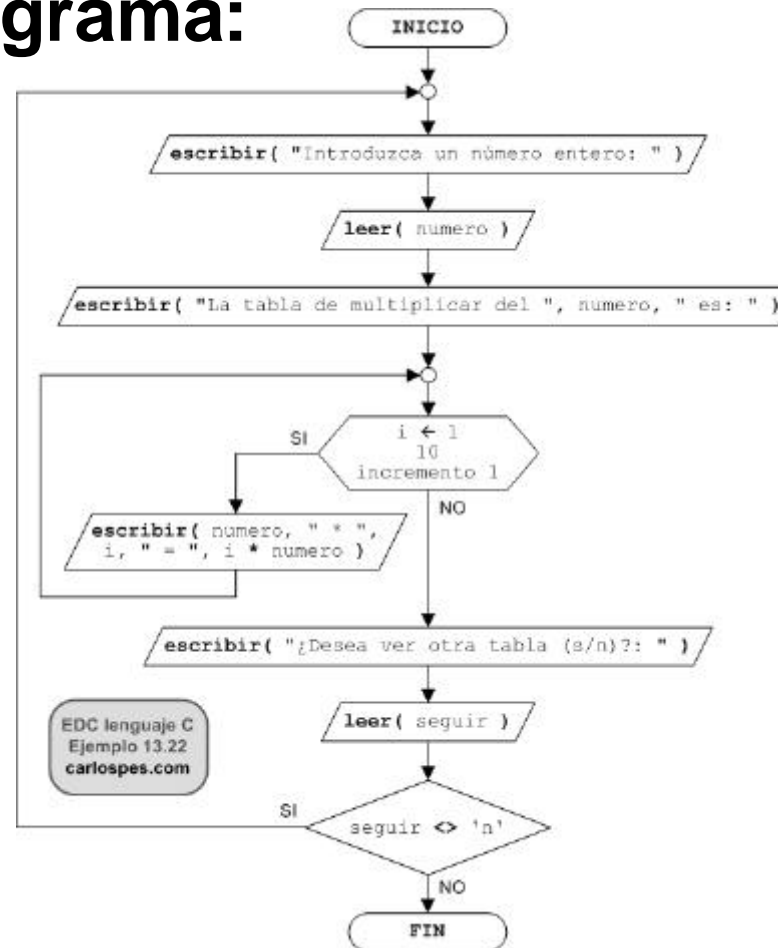 grama:
INICIO
escribir( "Introduzca un número entero: " )
leer( numero )
escribir( "La tabla de multiplicar del ", numero, " es: " )
i ← 1
10
incremento 1
SI
NO
escribir( numero, " * ",
i, " = ", i * numero )
escribir( "¿Desea ver otra tabla (s/n)?: " )
leer( seguir )
EDC lenguaje C
Ejemplo 13.22
carlospes.com
seguir <> 'n'
SI
NO
FIN